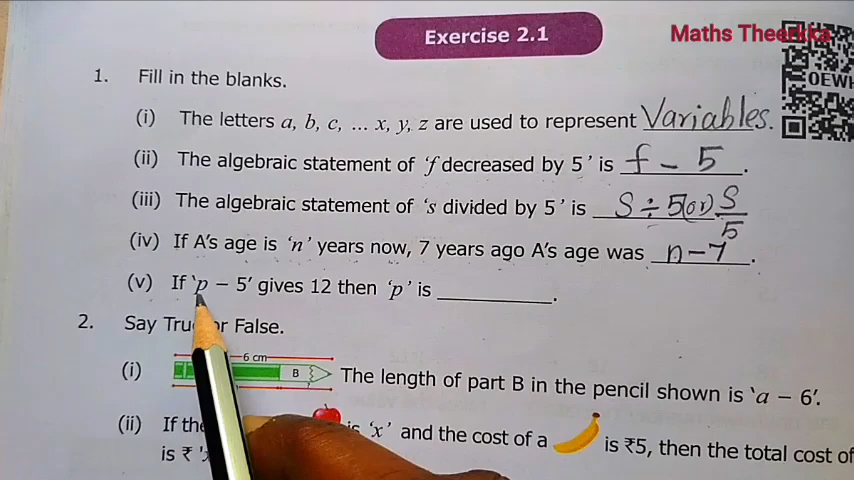 Exercise 2.1
Maths Theerkka
OEW
1. Fill in the blanks.
(i) The letters a, b, c, ... x, y, z are used to represent Variables.
(ii) The algebraic statement of 'f decreased by 5' is f - 5.
(iii) The algebraic statement of 's divided by 5' is S ÷ 5 (or) S/5
(iv) If A's age is 'n' years now, 7 years ago A's age was n-7.
(v) If 'p – 5' gives 12 then 'p' is ____________.
2. Say Tru or False.
6 cm
(i) B The length of part B in the pencil shown is 'a – 6'.
(ii) If the is 'x' and the cost of a is ₹5, then the total cost of
is ₹